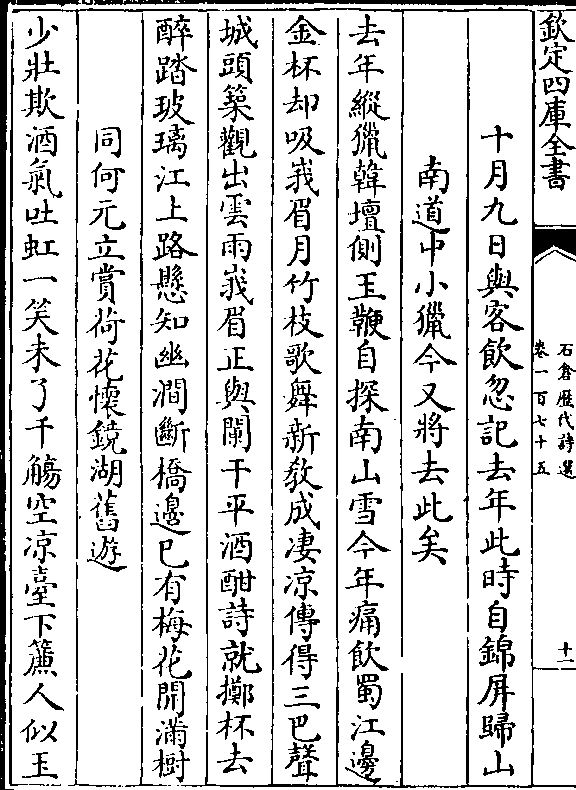 欽定四庫全書
石倉歷代詩選
卷一百七十五
十一
十月九日與客飲忽記去年此時自錦屏歸山
南道中小獵今又將去此矣
去年縱獵韓壇側玉鞭自探南山雪今年痛飲蜀江邊
金杯却吸峩眉月竹枝歌舞新教成凄凉傳得三巴聲
城頭築觀出雲雨峩眉正與闌干平酒酣詩就擲杯去
醉踏玻璃江上路懸知幽澗斷橋邊已有梅花開滿樹
同何元立賞荷花懷鏡湖舊遊
少壯欺酒氣吐虹一笑未了千觴空凉臺下簾人似玉